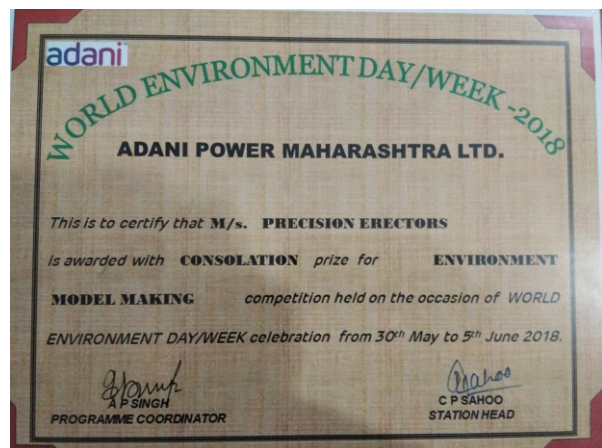 adani
WORLD ENVIRONMENT DAY/WEEK -2018
ADANI POWER MAHARASHTRA LTD.
This is to certify that M/s. PRECISION ERECTORS
is awarded with CONSOLATION prize for ENVIRONMENT
MODEL MAKING competition held on the occasion of WORLD
ENVIRONMENT DAY/WEEK celebration from 30th May to 5th June 2018.
A P SINGH
PROGRAMME COORDINATOR
C P SAHOO
STATION HEAD